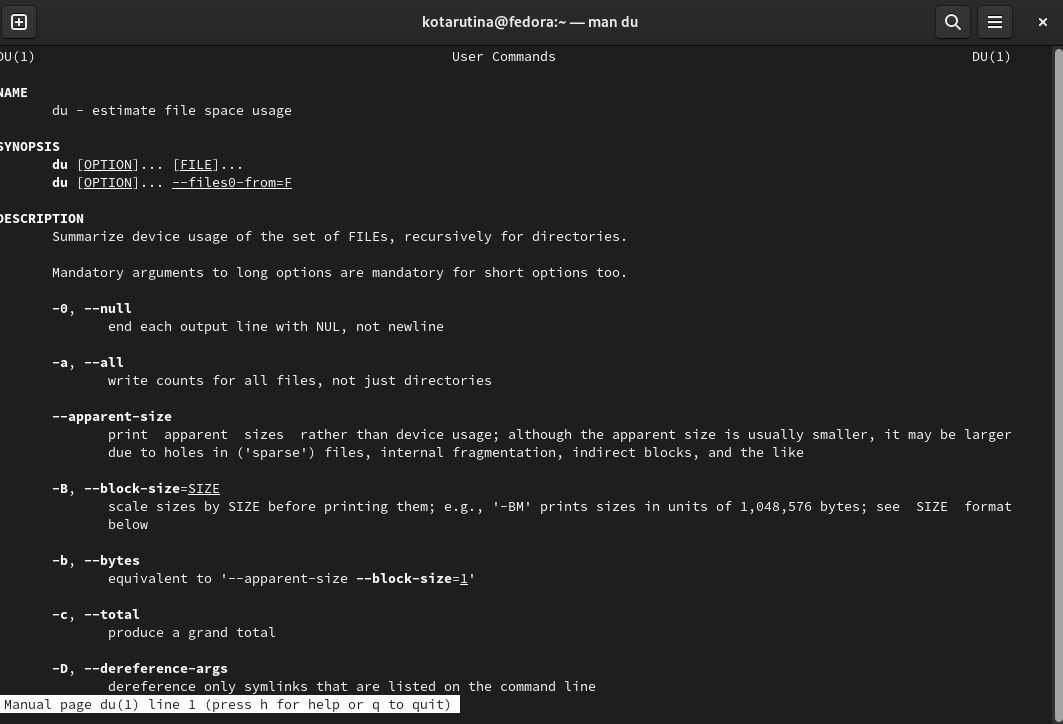 kotarutina@fedora:~ — man du
DU(1) User Commands DU(1)
NAME
du - estimate file space usage
SYNOPSIS
du [OPTION]... [FILE]...
du [OPTION]... --files0-from=F
DESCRIPTION
Summarize device usage of the set of FILEs, recursively for directories.
Mandatory arguments to long options are mandatory for short options too.
-0, --null
end each output line with NUL, not newline
-a, --all
write counts for all files, not just directories
--apparent-size
print apparent sizes rather than device usage; although the apparent size is usually smaller, it may be larger
due to holes in ('sparse') files, internal fragmentation, indirect blocks, and the like
-B, --block-size=SIZE
scale sizes by SIZE before printing them; e.g., '-BM' prints sizes in units of 1,048,576 bytes; see SIZE format
below
-b, --bytes
equivalent to '--apparent-size --block-size=1'
-c, --total
produce a grand total
-D, --dereference-args
dereference only symlinks that are listed on the command line
Manual page du(1) line 1 (press h for help or q to quit)